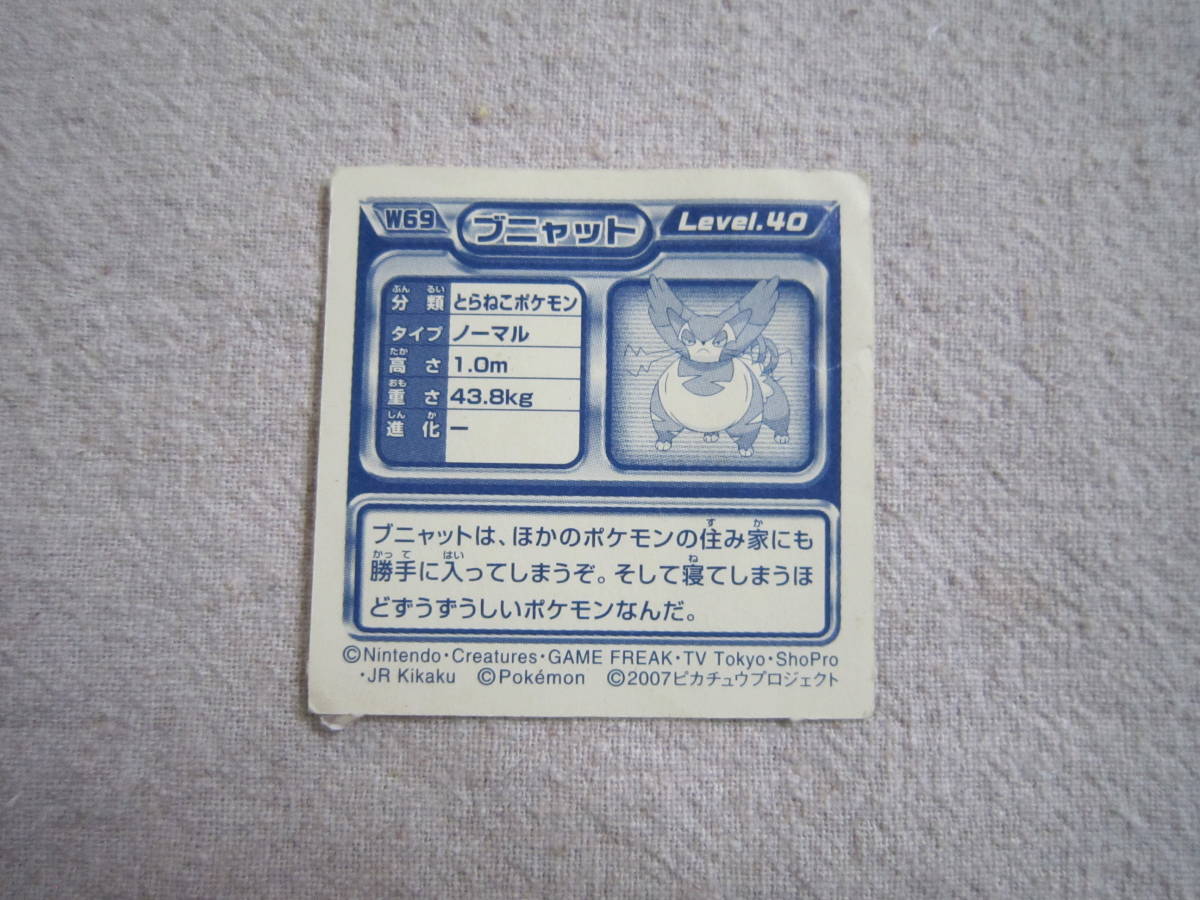 W69 ブニャット Level.40
分類 とらねこポケモン
タイプ ノーマル
高さ 1.0m
重さ 43.8kg
進化 ー
ブニャットは、ほかのポケモンの住み家にも
勝手に入ってしまうぞ。そして寝てしまうほ
どずうずうしいポケモンなんだ。
©Nintendo・Creatures・GAME FREAK・TV Tokyo・ShoPro
・JR Kikaku ©Pokémon ©2007ピカチュウプロジェクト